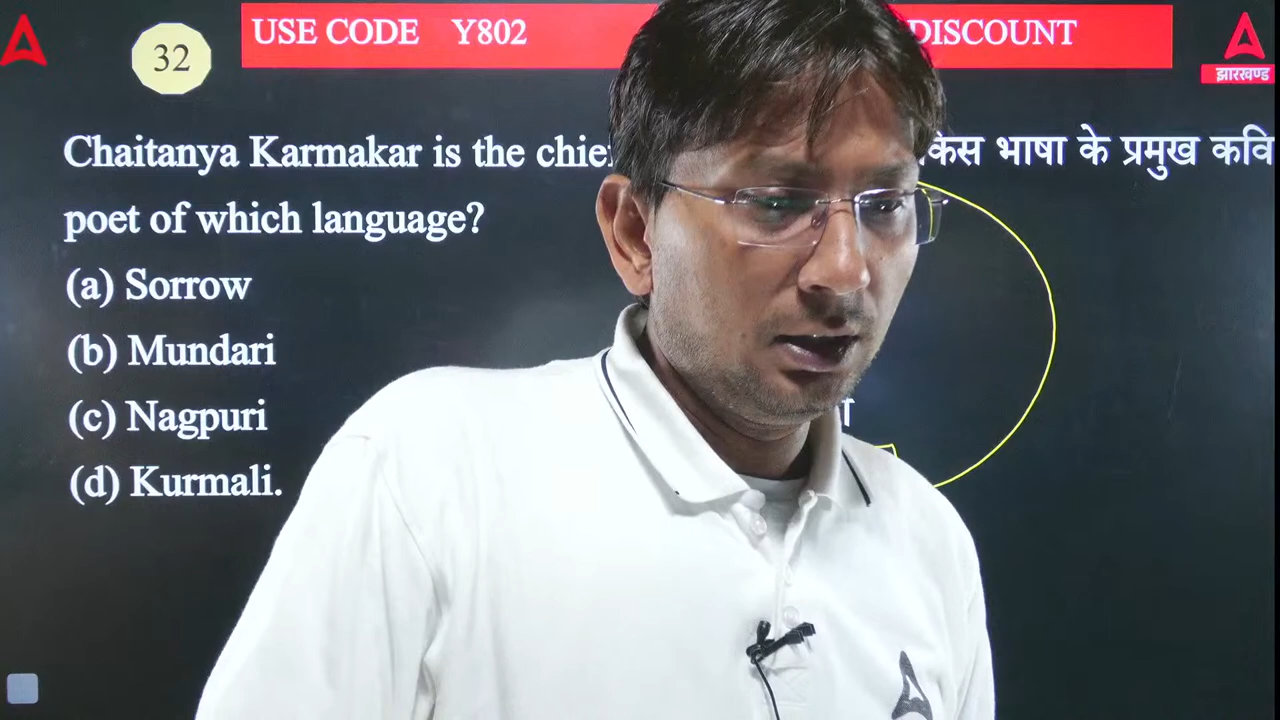 USE CODE Y802 DISCOUNT
32
झारखण्ड
Chaitanya Karmakar is the
किस भाषा के प्रमुख कवि
poet of which language?
(a) Sorrow
(b) Mundari
(c) Nagpuri
(d) Kurmali.